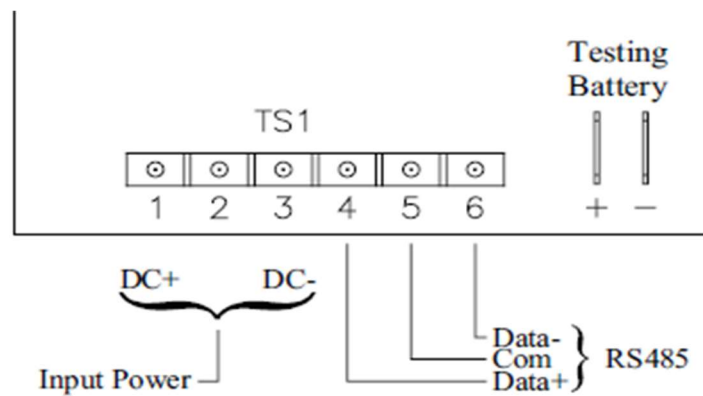 Testing
Battery
TS1
1 2 3 4 5 6 + −
DC+ DC-
Data-
Com RS485
Input Power Data+